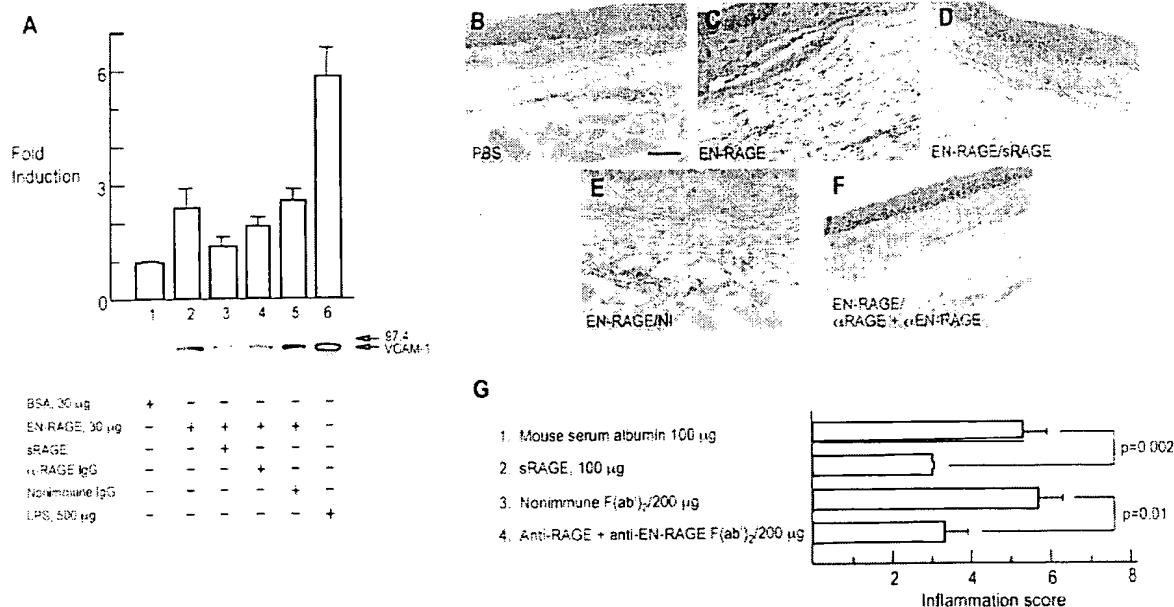 A
Fold
Induction
6
3
0
1 2 3 4 5 6
97.4
VCAM-1
BSA, 30 µg + – – – – –
EN-RAGE, 30 µg – + + + + –
sRAGE – – + – – –
α-RAGE IgG – – – + – –
Nonimmune IgG – – – – + –
LPS, 500 µg – – – – – +
B
PBS
C
EN-RAGE
D
EN-RAGE/sRAGE
E
EN-RAGE/NI
F
EN-RAGE/
αRAGE + αEN-RAGE
G
1. Mouse serum albumin 100 µg
2. sRAGE, 100 µg
3. Nonimmune F(ab')2/200 µg
4. Anti-RAGE + anti-EN-RAGE F(ab')2/200 µg
p=0.002
p=0.01
2 4 6 8
Inflammation score